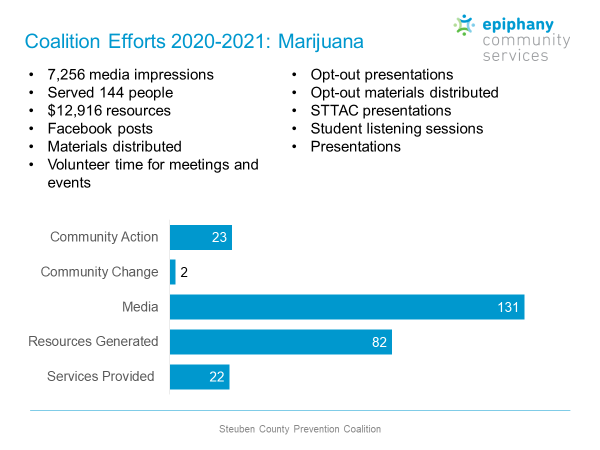 Coalition Efforts 2020-2021: Marijuana
epiphany
community
services
• 7,256 media impressions
• Served 144 people
• $12,916 resources
• Facebook posts
• Materials distributed
• Volunteer time for meetings and
events
• Opt-out presentations
• Opt-out materials distributed
• STTAC presentations
• Student listening sessions
• Presentations
Community Action 23
Community Change 2
Media 131
Resources Generated 82
Services Provided 22
Steuben County Prevention Coalition